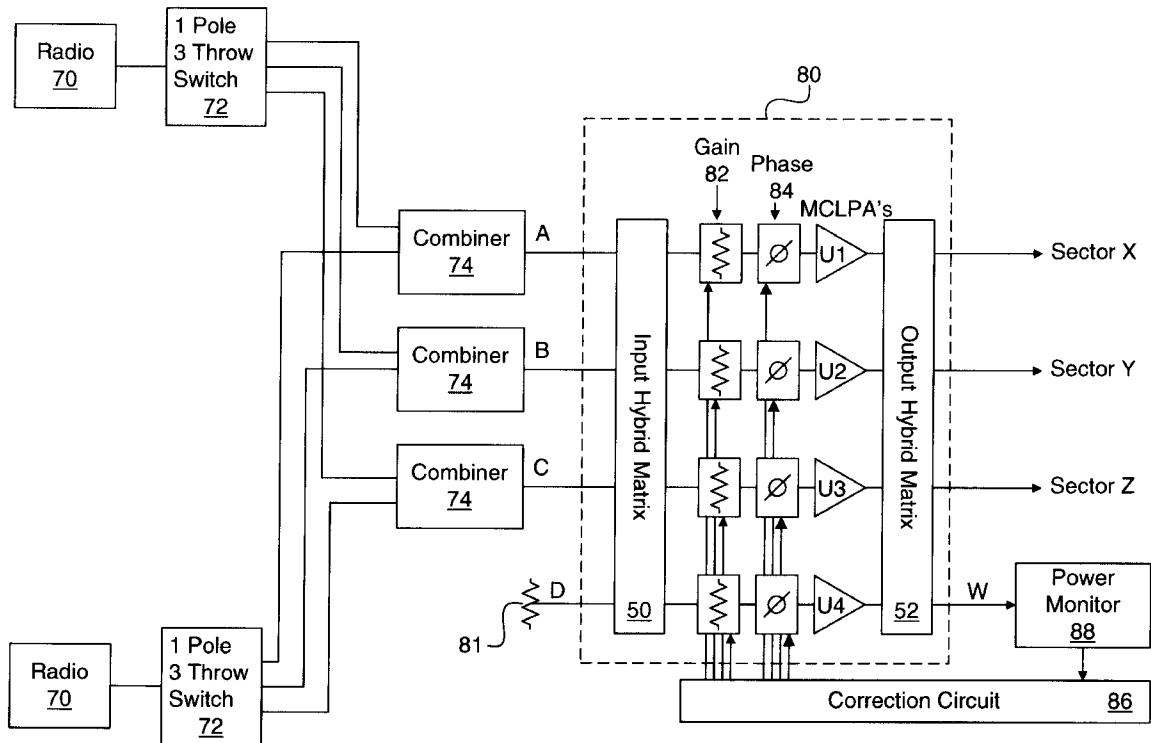 Radio
70
1 Pole
3 Throw
Switch
72
80
Gain
82
Phase
84
MCLPA's
Combiner
74
A
U1
Sector X
Combiner
74
B
Input Hybrid Matrix
50
U2
Output Hybrid Matrix
52
Sector Y
Combiner
74
C
U3
Sector Z
D
81
U4
W
Power
Monitor
88
Radio
70
1 Pole
3 Throw
Switch
72
Correction Circuit
86